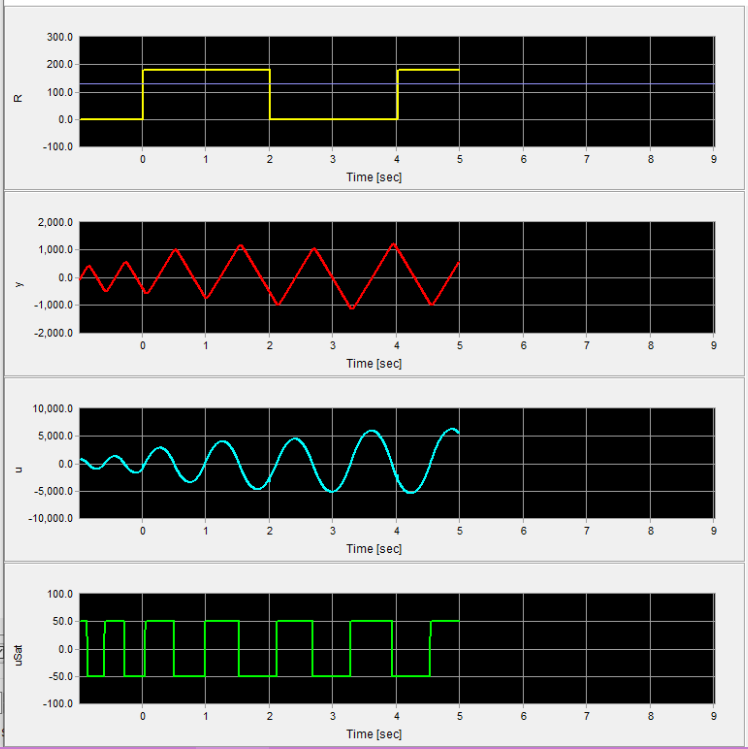 300.0
200.0
100.0
0.0
-100.0
R
0 1 2 3 4 5 6 7 8 9
Time [sec]
2,000.0
1,000.0
0.0
-1,000.0
-2,000.0
y
0 1 2 3 4 5 6 7 8 9
Time [sec]
10,000.0
5,000.0
0.0
-5,000.0
-10,000.0
u
0 1 2 3 4 5 6 7 8 9
Time [sec]
100.0
50.0
0.0
-50.0
-100.0
uSat
0 1 2 3 4 5 6 7 8 9
Time [sec]